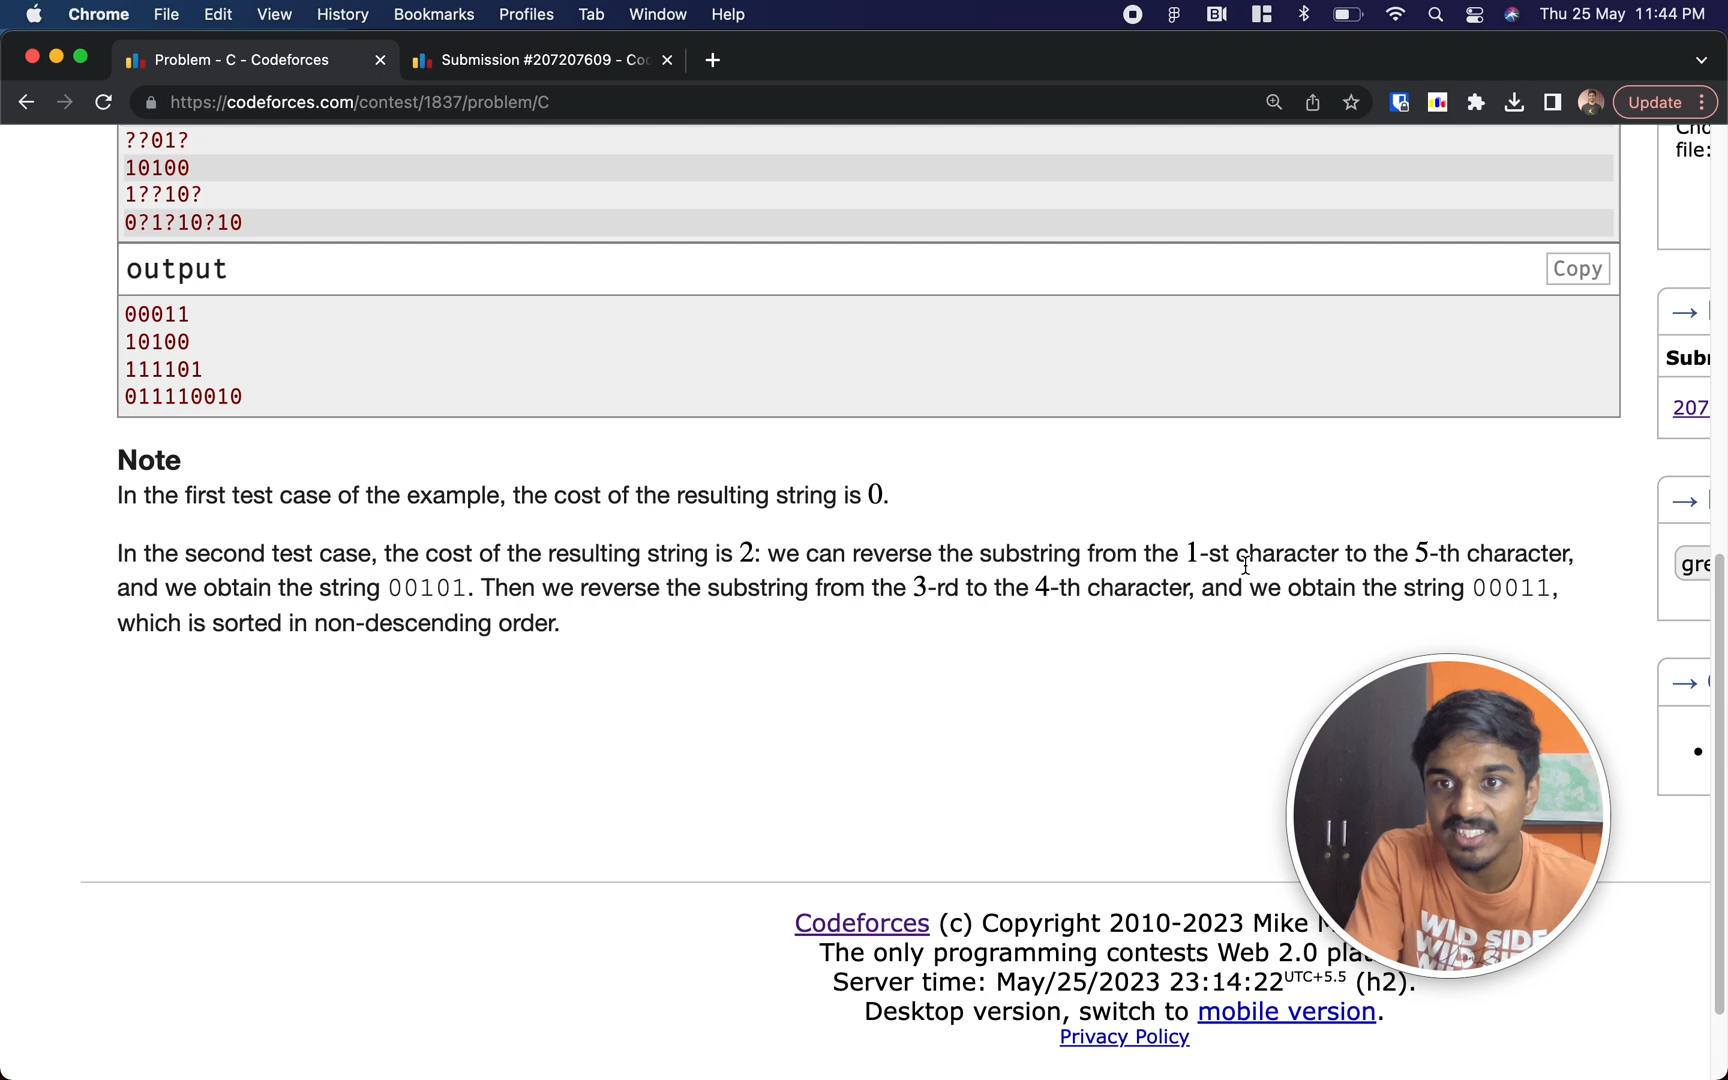 Chrome File Edit View History Bookmarks Profiles Tab Window Help Thu 25 May 11:44 PM
Problem - C - Codeforces Submission #207207609 - Co
https://codeforces.com/contest/1837/problem/C Update
??01?
10100
1??10?
0?1?10?10
file:
output
Copy
00011
10100
111101
011110010
Subm
207
Note
In the first test case of the example, the cost of the resulting string is 0.
In the second test case, the cost of the resulting string is 2: we can reverse the substring from the 1-st character to the 5-th character,
and we obtain the string 00101. Then we reverse the substring from the 3-rd to the 4-th character, and we obtain the string 00011,
which is sorted in non-descending order.
gre
Codeforces (c) Copyright 2010-2023 Mike
The only programming contests Web 2.0 pla
Server time: May/25/2023 23:14:22UTC+5.5 (h2).
Desktop version, switch to mobile version.
Privacy Policy
WILD SIDE